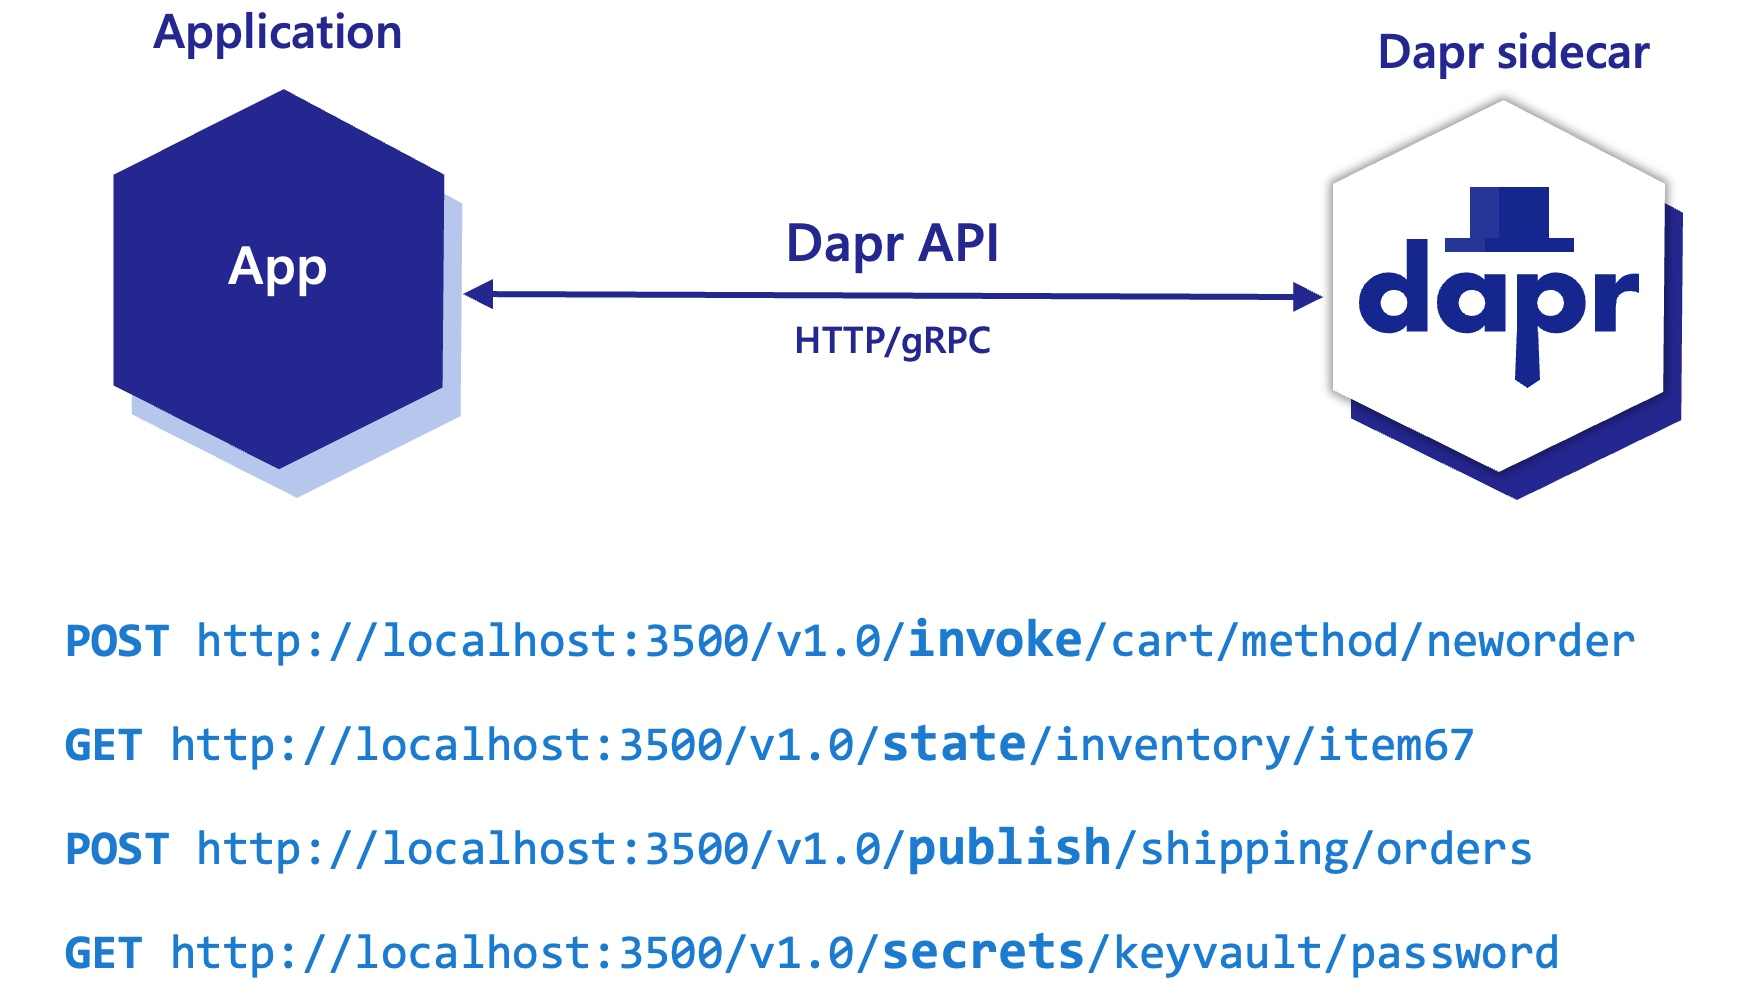 Application
Dapr sidecar
App
Dapr API
dapr
HTTP/gRPC
POST http://localhost:3500/v1.0/invoke/cart/method/neworder
GET http://localhost:3500/v1.0/state/inventory/item67
POST http://localhost:3500/v1.0/publish/shipping/orders
GET http://localhost:3500/v1.0/secrets/keyvault/password